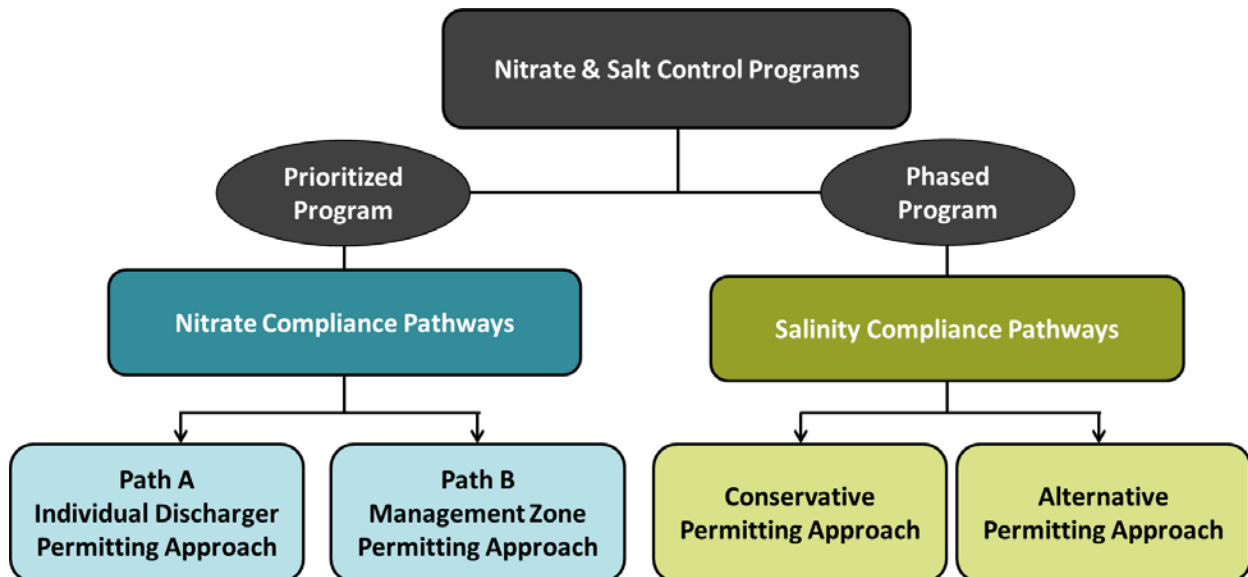 Nitrate & Salt Control Programs
Prioritized
Program
Phased
Program
Nitrate Compliance Pathways
Salinity Compliance Pathways
Path A
Individual Discharger
Permitting Approach
Path B
Management Zone
Permitting Approach
Conservative
Permitting Approach
Alternative
Permitting Approach